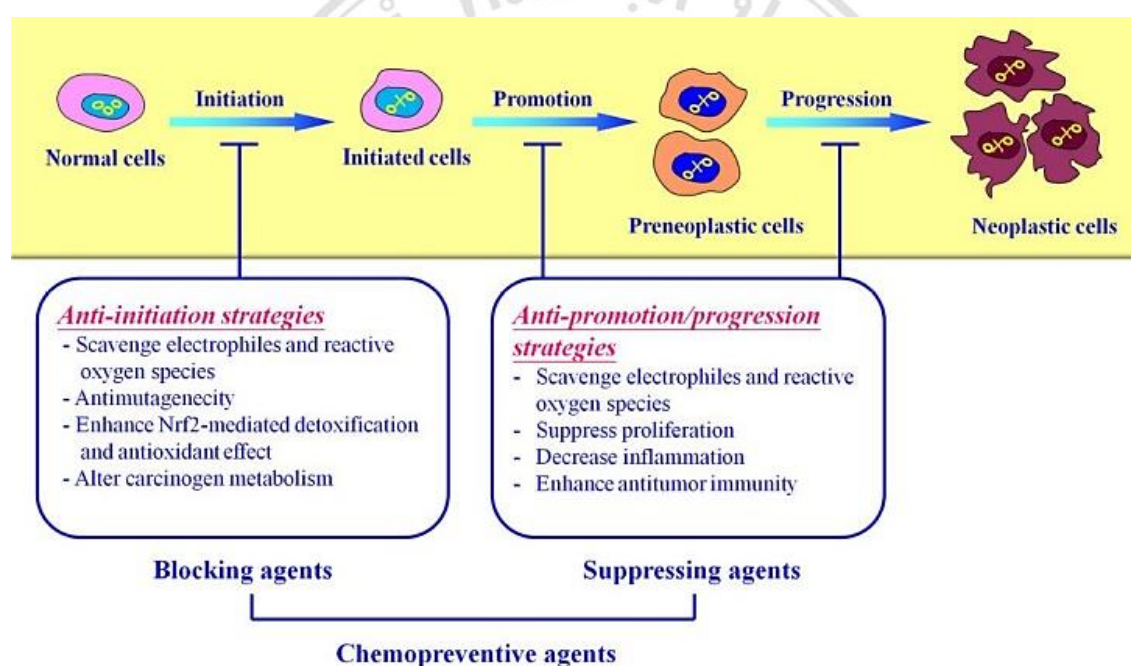 Initiation
Promotion
Progression
Normal cells
Initiated cells
Preneoplastic cells
Neoplastic cells
Anti-initiation strategies
- Scavenge electrophiles and reactive
oxygen species
- Antimutagenecity
- Enhance Nrf2-mediated detoxification
and antioxidant effect
- Alter carcinogen metabolism
Anti-promotion/progression
strategies
- Scavenge electrophiles and reactive
oxygen species
- Suppress proliferation
- Decrease inflammation
- Enhance antitumor immunity
Blocking agents
Suppressing agents
Chemopreventive agents